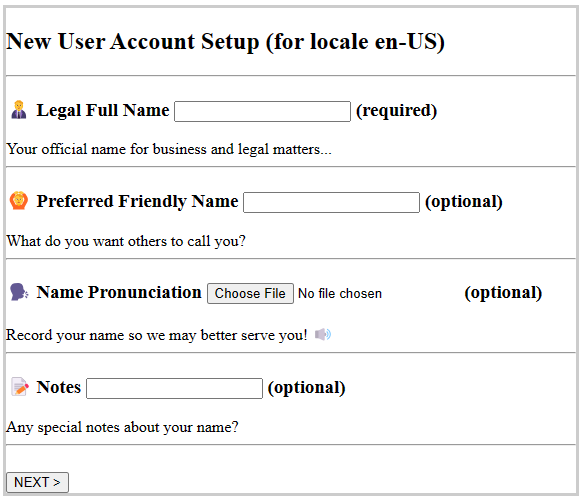 New User Account Setup (for locale en-US)
Legal Full Name (required)
Your official name for business and legal matters...
Preferred Friendly Name (optional)
What do you want others to call you?
Name Pronunciation Choose File No file chosen (optional)
Record your name so we may better serve you!
Notes (optional)
Any special notes about your name?
NEXT >